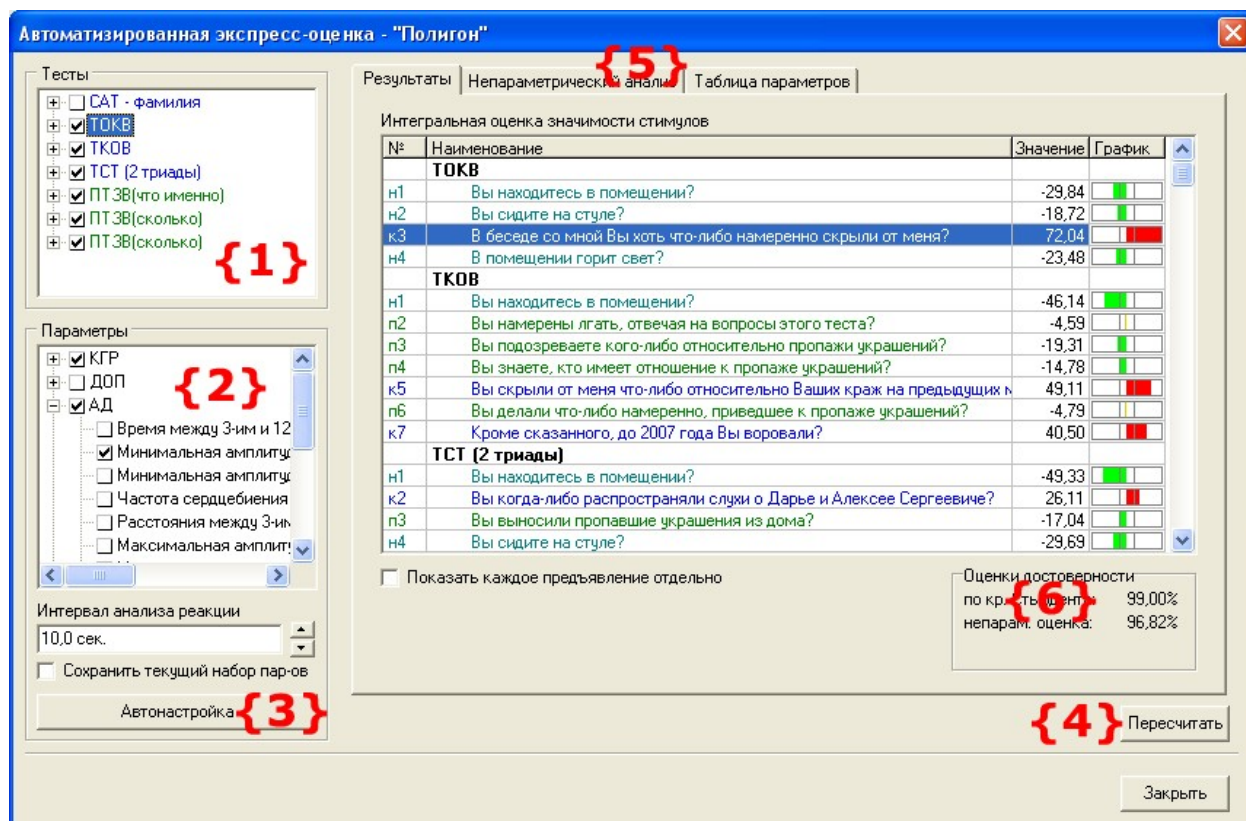 Автоматизированная экспресс-оценка - "Полигон"
Тесты
САТ - фамилия
ТОКВ
ТКОВ
ТСТ (2 триады)
ПТЗВ(что именно)
ПТЗВ(сколько)
ПТЗВ(сколько)
{1}
Параметры
КГР
ДОП
АД
{2}
Время между 3-им и 12
Минимальная амплитуд
Минимальная амплитуд
Частота сердцебиения
Расстояния между 3-им
Максимальная амплит
Интервал анализа реакции
10,0 сек.
Сохранить текущий набор пар-ов
Автонастройка {3}
Результаты Непараметрический анализ Таблица параметров
{5}
Интегральная оценка значимости стимулов
№ Наименование Значение График
ТОКВ
н1 Вы находитесь в помещении? -29,84
н2 Вы сидите на стуле? -18,72
к3 В беседе со мной Вы хоть что-либо намеренно скрыли от меня? 72,04
н4 В помещении горит свет? -23,48
ТКОВ
н1 Вы находитесь в помещении? -46,14
п2 Вы намерены лгать, отвечая на вопросы этого теста? -4,59
п3 Вы подозреваете кого-либо относительно пропажи украшений? -19,31
п4 Вы знаете, кто имеет отношение к пропаже украшений? -14,78
к5 Вы скрыли от меня что-либо относительно Ваших краж на предыдущих м 49,11
п6 Вы делали что-либо намеренно, приведшее к пропаже украшений? -4,79
к7 Кроме сказанного, до 2007 года Вы воровали? 40,50
ТСТ (2 триады)
н1 Вы находитесь в помещении? -49,33
к2 Вы когда-либо распространяли слухи о Дарье и Алексее Сергеевиче? 26,11
п3 Вы выносили пропавшие украшения из дома? -17,04
н4 Вы сидите на стуле? -29,69
Показать каждое предъявление отдельно
Оценки достоверности
по кр. 99,00%
{6}
непарам. оценка: 96,82%
{4} Пересчитать
Закрыть